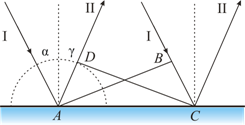 I II I II
α γ D B
A C